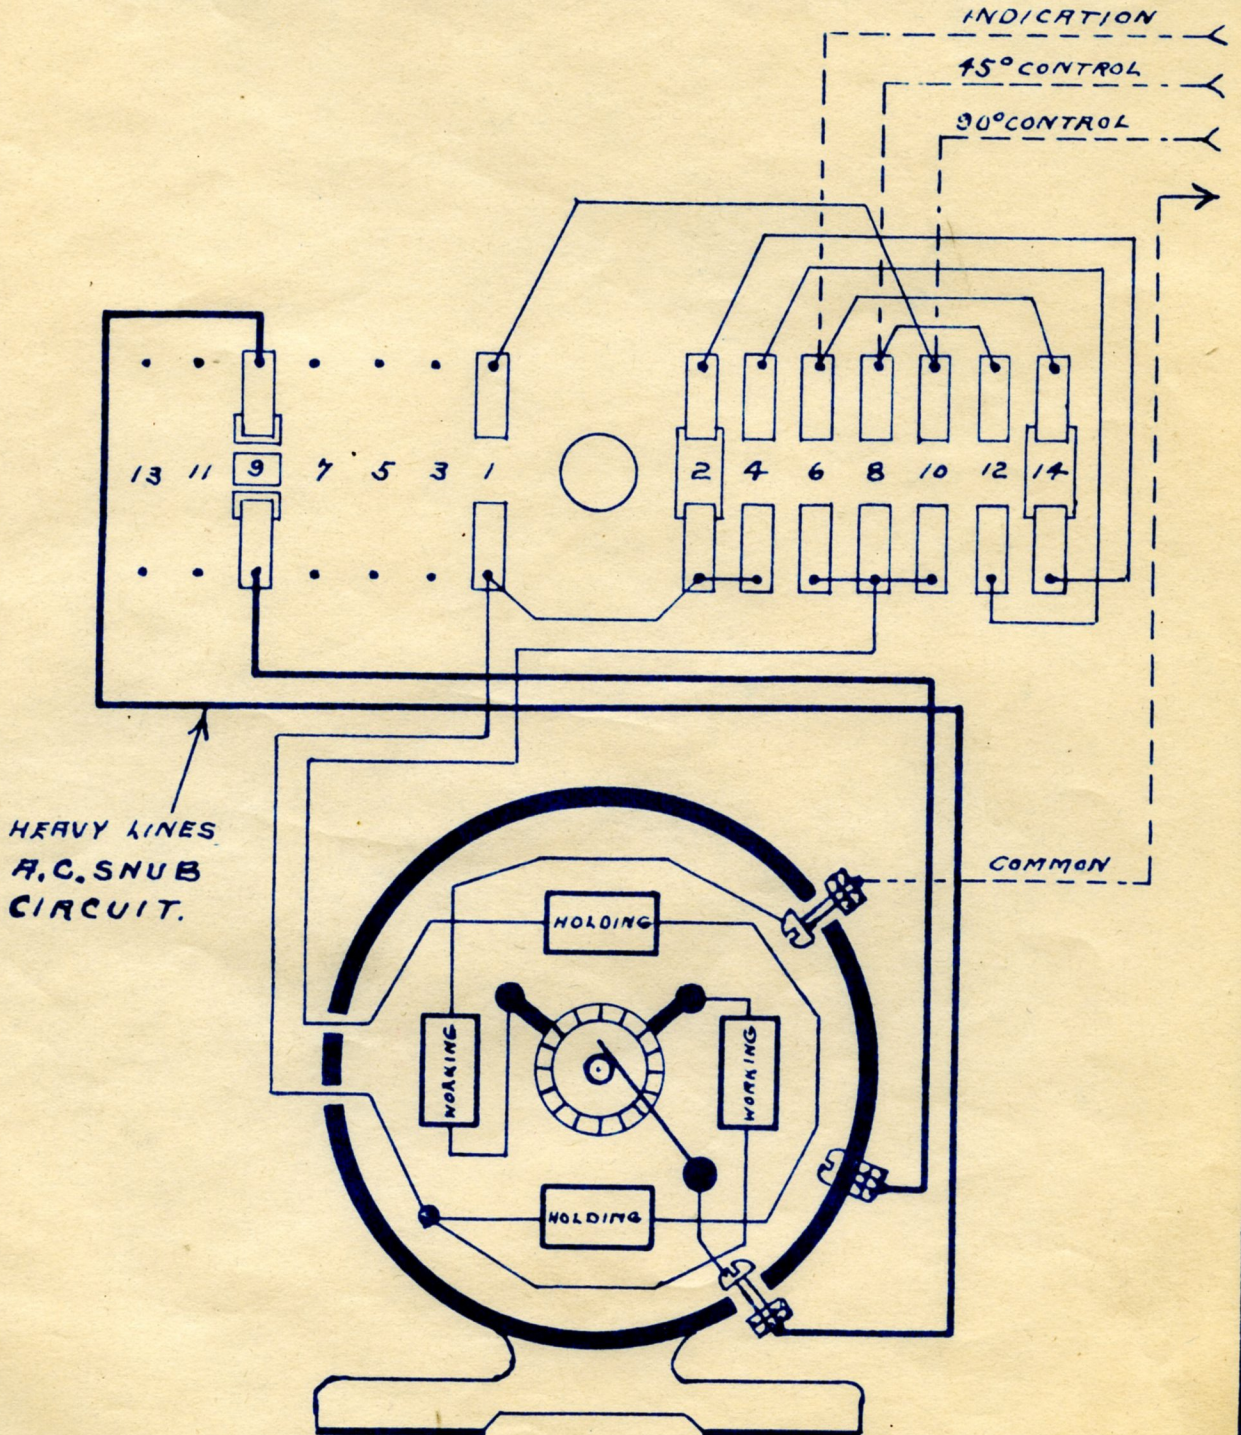 INDICATION
45° CONTROL
90° CONTROL
13 11 9 7 5 3 1 2 4 6 8 10 12 14
HEAVY LINES
A.C. SNUB
CIRCUIT.
COMMON
HOLDING
WORKING
WORKING
HOLDING